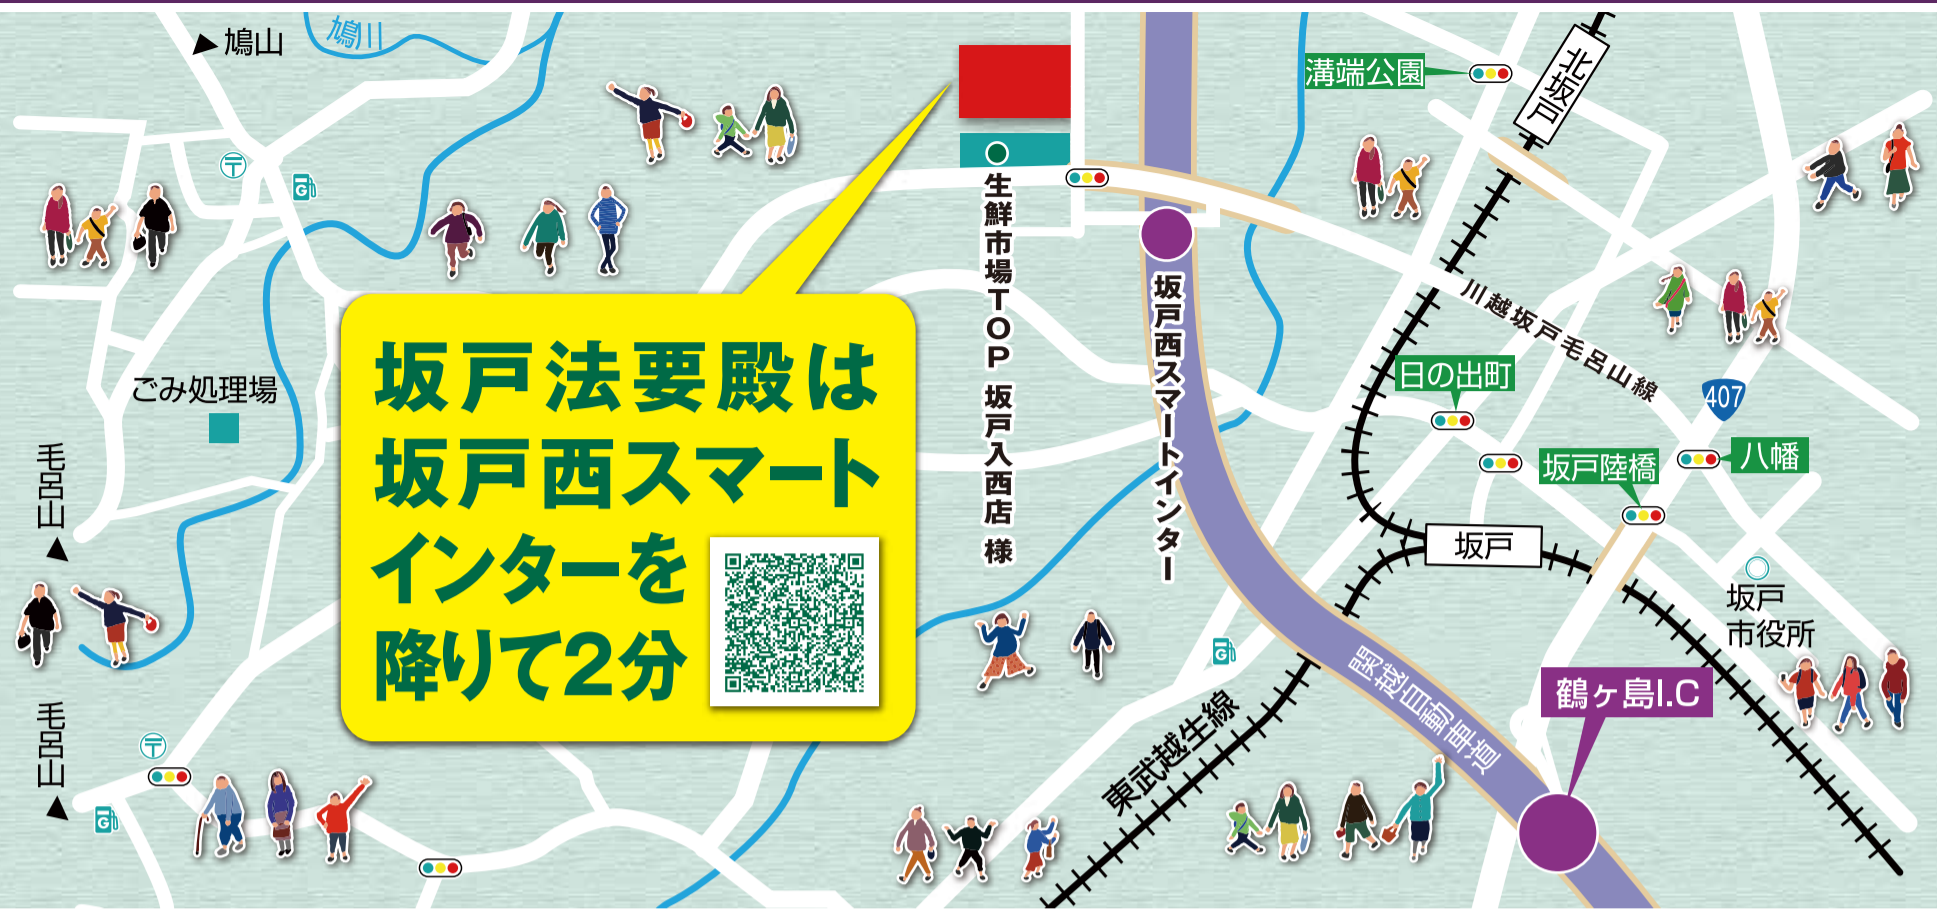 鳩山
鳩川
溝端公園
北坂戸
生鮮市場TOP 坂戸入西店 様
坂戸西スマートインター
川越坂戸毛呂山線
407
日の出町
坂戸陸橋
八幡
ごみ処理場
毛呂山
坂戸法要殿は
坂戸西スマート
インターを
降りて2分
坂戸
坂戸
市役所
関越自動車道
鶴ヶ島I.C
東武越生線
毛呂山
G
G
G